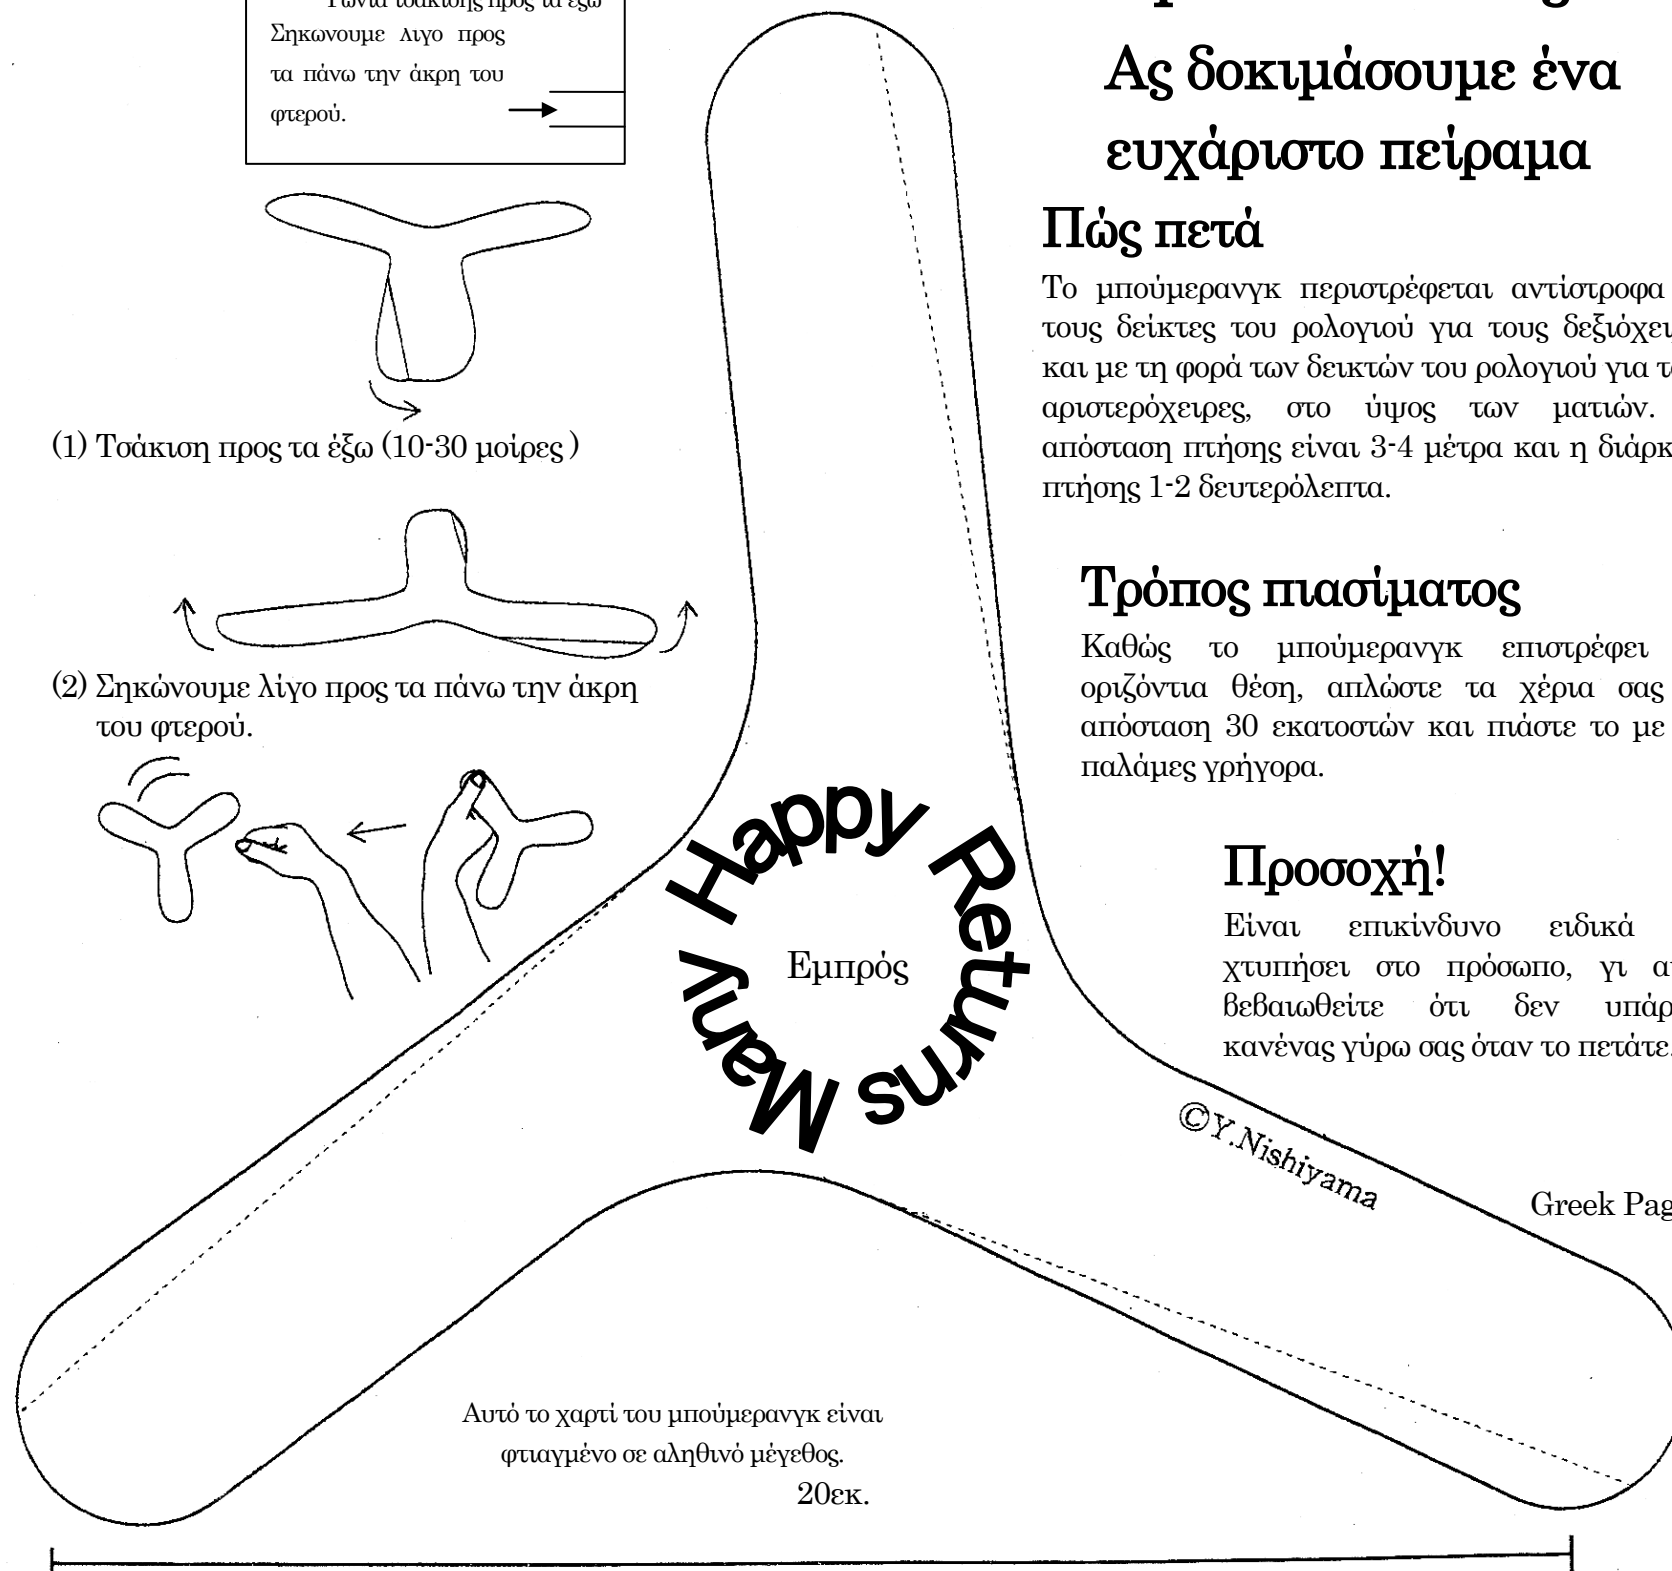 Γωνία τσάκισης προς τα έξω
Σηκωνουμε λιγο προς
τα πάνω την άκρη του
φτερού.
(1) Τσάκιση προς τα έξω (10-30 μοίρες )
(2) Σηκώνουμε λίγο προς τα πάνω την άκρη
του φτερού.
Ας δοκιμάσουμε ένα
ευχάριστο πείραμα
Πώς πετά
Το μπούμερανγκ περιστρέφεται αντίστροφα
τους δείκτες του ρολογιού για τους
και με τη φορά των δεικτών του ρολογιού για
αριστερόχειρες, στο ύψος των ματιών.
απόσταση πτήσης είναι 3-4 μέτρα και η
πτήσης 1-2 δευτερόλεπτα.
Τρόπος πιασίματος
Καθώς το μπούμερανγκ επιστρέφει
οριζόντια θέση, απλώστε τα χέρια σας
απόσταση 30 εκατοστών και πιάστε το με
παλάμες γρήγορα.
Προσοχή!
Είναι επικίνδυνο ειδικά
χτυπήσει στο πρόσωπο, γι
βεβαιωθείτε ότι δεν
κανένας γύρω σας όταν το πετάτε.
Many Happy Returns
Εμπρός
©Y.Nishiyama
Greek
Αυτό το χαρτί του μπούμερανγκ είναι
φτιαγμένο σε αληθινό μέγεθος.
20εκ.